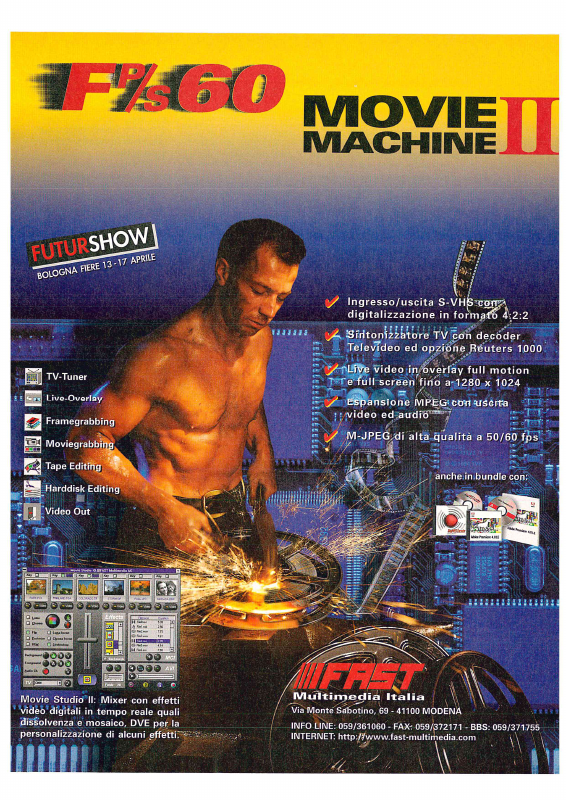 FP/s 60
MOVIE
MACHINE II
FUTURSHOW
BOLOGNA FIERE 13-17 APRILE
Ingresso/uscita S-VHS con
digitalizzazione in formato 4:2:2
Sintonizzatore TV con decoder
Televideo ed opzione Reuters 1000
Live video in overlay full motion
e full screen fino a 1280 x 1024
Espansione MPEG con uscita
video ed audio
M-JPEG di alta qualità a 50/60 fps
TV-Tuner
Live-Overlay
Framegrabbing
Moviegrabbing
Tape Editing
Harddisk Editing
Video Out
anche in bundle con:
Effects
Movie Studio II: Mixer con effetti
video digitali in tempo reale quali
dissolvenza e mosaico, DVE per la
personalizzazione di alcuni effetti.
FAST
Multimedia Italia
Via Monte Sabotino, 69 - 41100 MODENA
INFO LINE: 059/361060 - FAX: 059/372171 - BBS: 059/371755
INTERNET: http://www.fast-multimedia.com